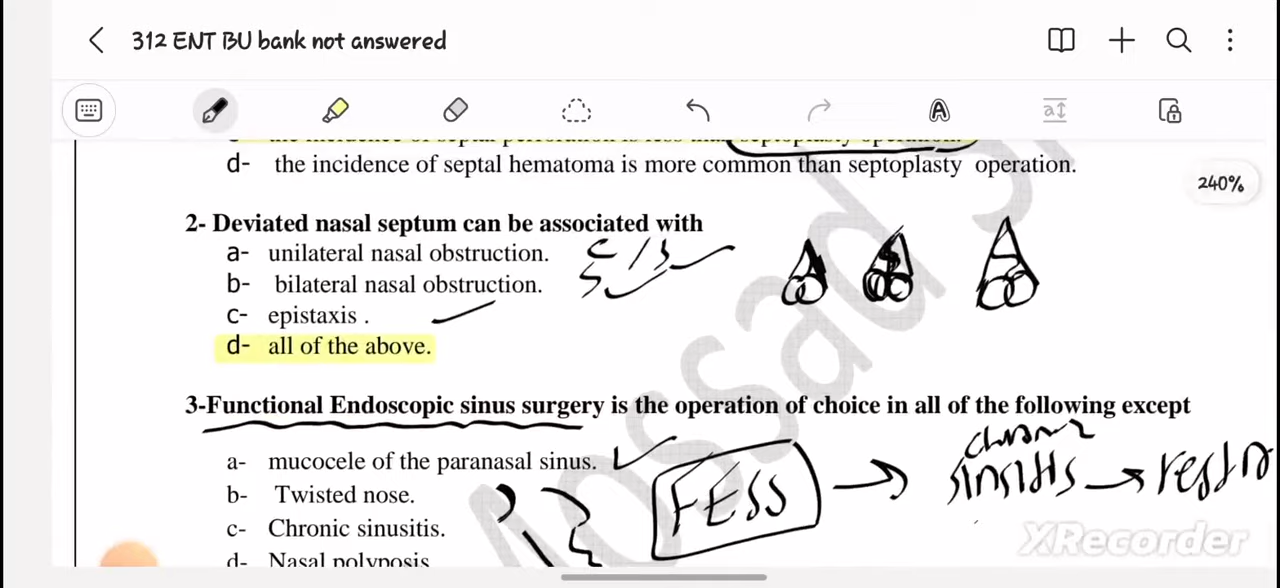 312 ENT BU bank not answered
240%
d- the incidence of septal hematoma is more common than septoplasty operation.
2- Deviated nasal septum can be associated with
a- unilateral nasal obstruction.
b- bilateral nasal obstruction.
c- epistaxis .
d- all of the above.
3-Functional Endoscopic sinus surgery is the operation of choice in all of the following except
a- mucocele of the paranasal sinus.
b- Twisted nose.
FESS
c- Chronic sinusitis.
d- Nasal polyposis
XRecorder